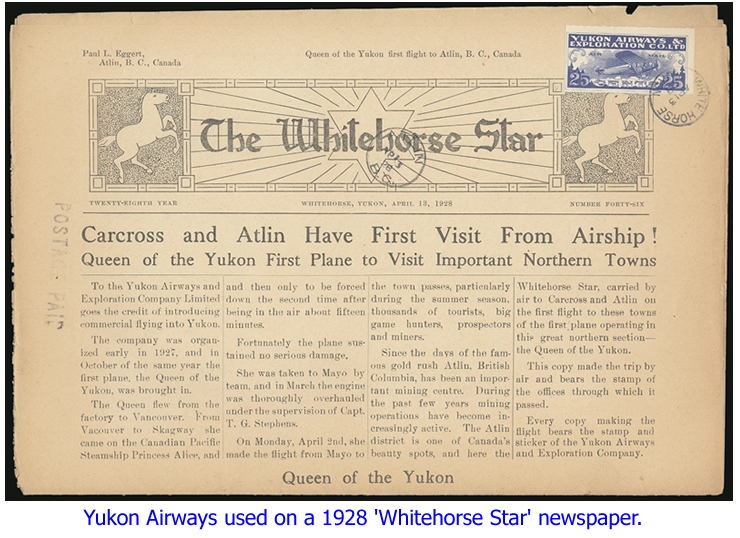 Paul L. Eggert,
Atlin, B. C., Canada
Queen of the Yukon first flight to Atlin, B. C., Canada
YUKON AIRWAYS &
EXPLORATION CO. LTD
AIR MAIL
25 25
WHITE HORSE
The Whitehorse Star
ATLIN
B.C.
TWENTY-EIGHTH YEAR
WHITEHORSE, YUKON, APRIL 13, 1928
NUMBER FORTY-SIX
POSTAGE PAID
Carcross and Atlin Have First Visit From Airship !
Queen of the Yukon First Plane to Visit Important Northern Towns
To the Yukon Airways and
Exploration Company Limited
goes the credit of introducing
commercial flying into Yukon.
The company was organ-
ized early in 1927, and in
October of the same year the
first plane, the Queen of the
Yukon, was brought in.
The Queen flew from the
factory to Vancouver. From
Vacouver to Skagway she
came on the Canadian Pacific
Steamship Princess Alice, and
and then only to be forced
down the second time after
being in the air about fifteen
minutes.
Fortunately the plane sus-
tained no serious damage.
She was taken to Mayo by
team, and in March the engine
was thoroughly overhauled
under the supervision of Capt.
T. G. Stephens.
On Monday, April 2nd, she
made the flight from Mayo to
the town passes, particularly
during the summer season,
thousands of tourists, big
game hunters, prospectors
and miners.
Since the days of the fam-
ous gold rush Atlin, British
Columbia, has been an impor-
tant mining centre. During
the past few years mining
operations have become in-
creasingly active. The Atlin
district is one of Canada's
beauty spots, and here the
Whitehorse Star, carried by
air to Carcross and Atlin on
the first flight to these towns
of the first plane operating in
this great northern section—
the Queen of the Yukon.
This copy made the trip by
air and bears the stamp of
the offices through which it
passed.
Every copy making the
flight bears the stamp and
sticker of the Yukon Airways
and Exploration Company.
Queen of the Yukon
Yukon Airways used on a 1928 'Whitehorse Star' newspaper.